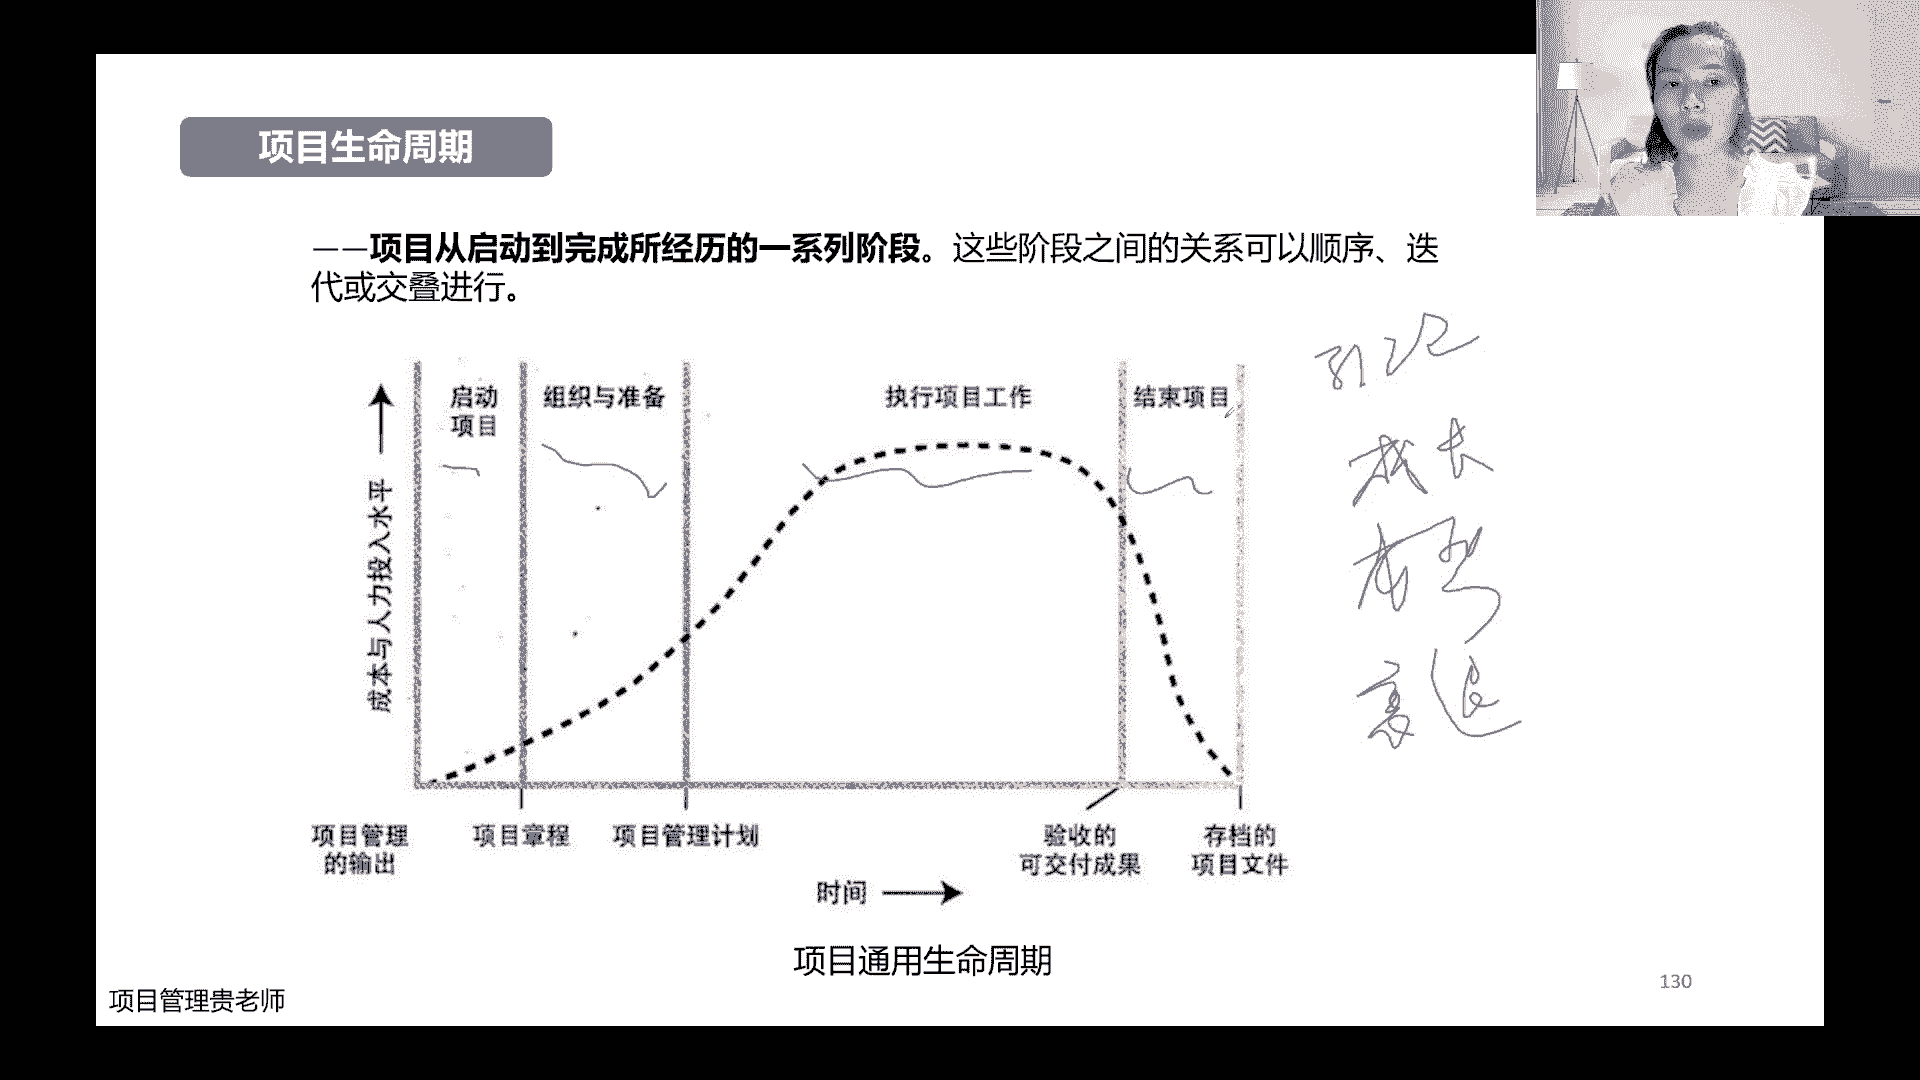 项目生命周期
——项目从启动到完成所经历的一系列阶段。这些阶段之间的关系可以顺序、迭
代或交叠进行。
启动
项目
组织与准备
执行项目工作
结束项目
成本与人力投入水平
引入
成长
成熟
衰退
项目管理
的输出
项目章程
项目管理计划
验收的
可交付成果
存档的
项目文件
时间
项目通用生命周期
项目管理贵老师
130